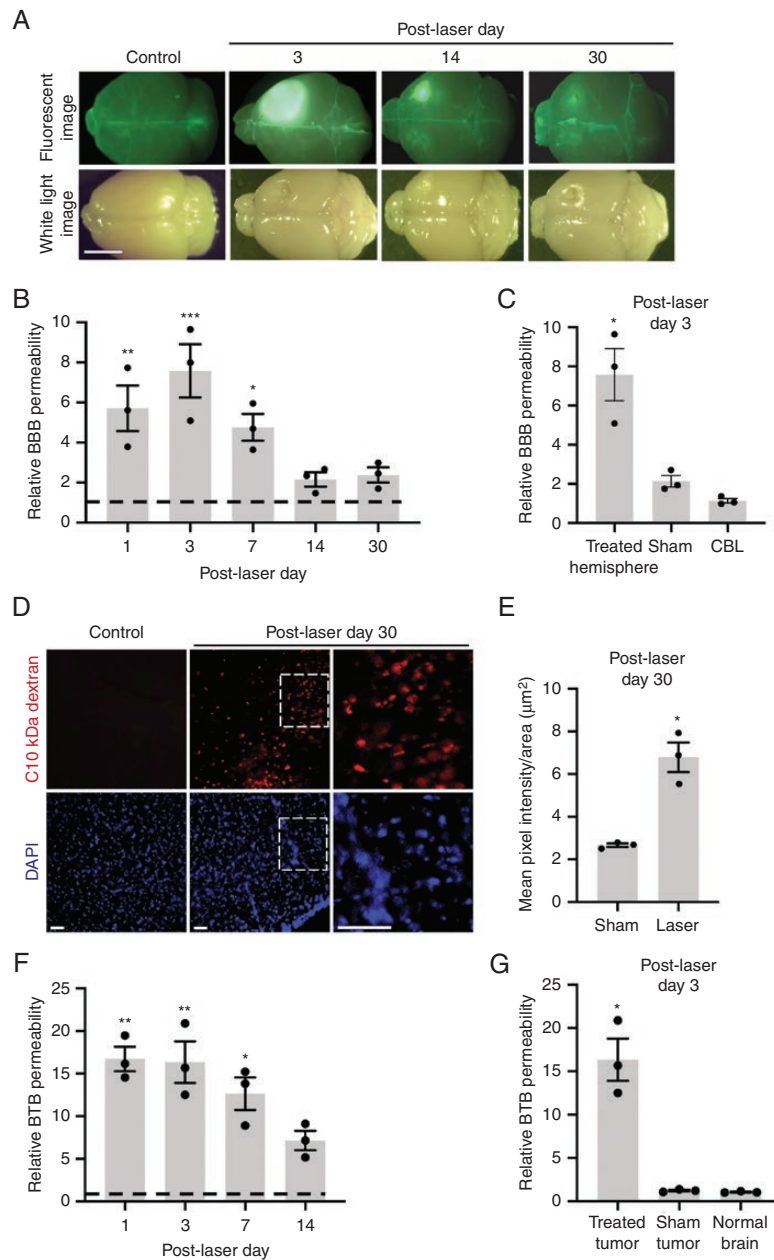 A
Post-laser day
Control
3
14
30
Fluorescent
image
White light
image
B
Relative BBB permeability
10
8
6
4
2
0
**
***
*
1
3
7
14
30
Post-laser day
C
Post-laser
day 3
Relative BBB permeability
10
8
6
4
2
0
*
Treated Sham CBL
hemisphere
D
Control
Post-laser day 30
C10 kDa dextran
DAPI
E
Post-laser
day 30
Mean pixel intensity/area (µm²)
10
8
6
4
2
0
*
Sham
Laser
F
Relative BTB permeability
25
20
15
10
5
0
**
**
*
1
3
7
14
Post-laser day
G
Post-laser
day 3
Relative BTB permeability
25
20
15
10
5
0
*
Treated Sham Normal
tumor tumor brain